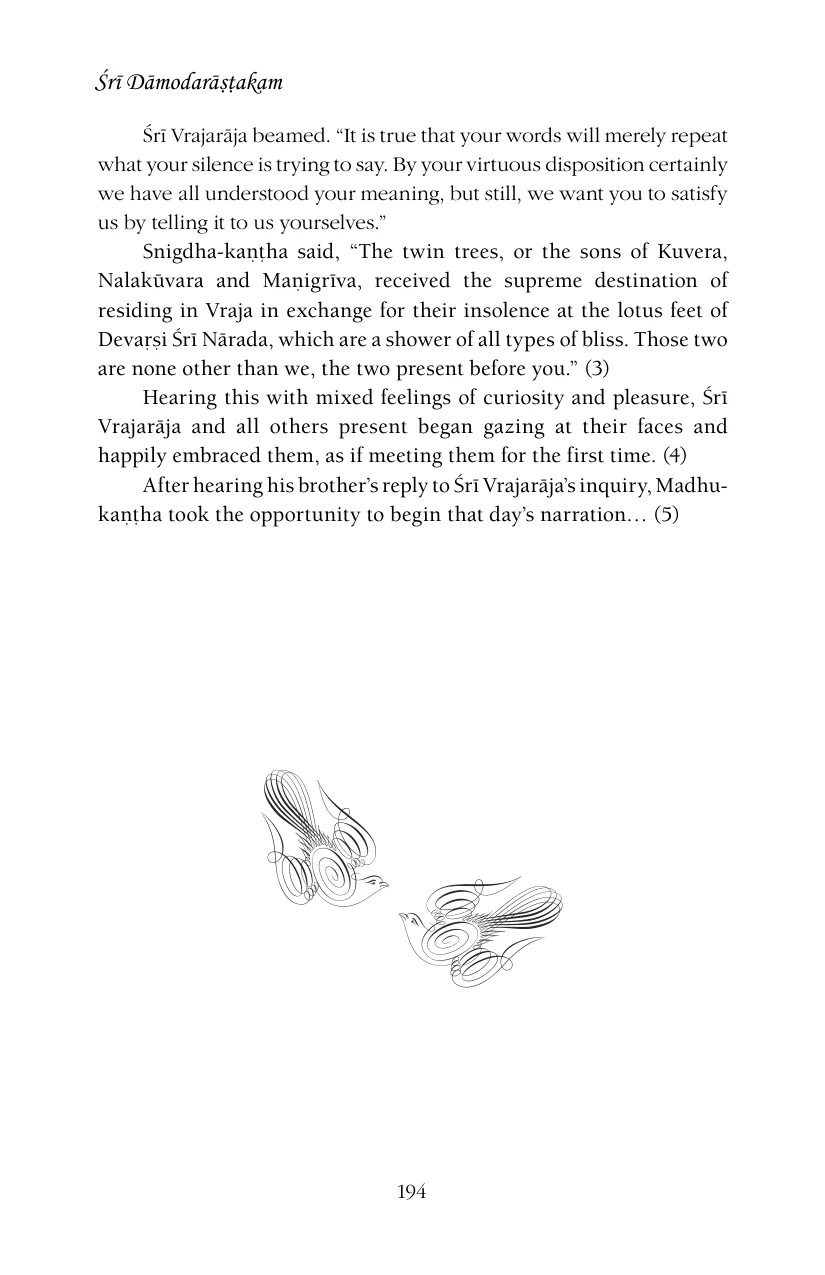 Śrī Dāmodarāṣṭakam
Śrī Vrajarāja beamed. “It is true that your words will merely repeat
what your silence is trying to say. By your virtuous disposition certainly
we have all understood your meaning, but still, we want you to satisfy
us by telling it to us yourselves.”
Snigdha-kaṇṭha said, “The twin trees, or the sons of Kuvera,
Nalakūvara and Maṇigrīva, received the supreme destination of
residing in Vraja in exchange for their insolence at the lotus feet of
Devaṛṣi Śrī Nārada, which are a shower of all types of bliss. Those two
are none other than we, the two present before you.” (3)
Hearing this with mixed feelings of curiosity and pleasure, Śrī
Vrajarāja and all others present began gazing at their faces and
happily embraced them, as if meeting them for the first time. (4)
After hearing his brother’s reply to Śrī Vrajarāja’s inquiry, Madhu-
kaṇṭha took the opportunity to begin that day’s narration… (5)
194